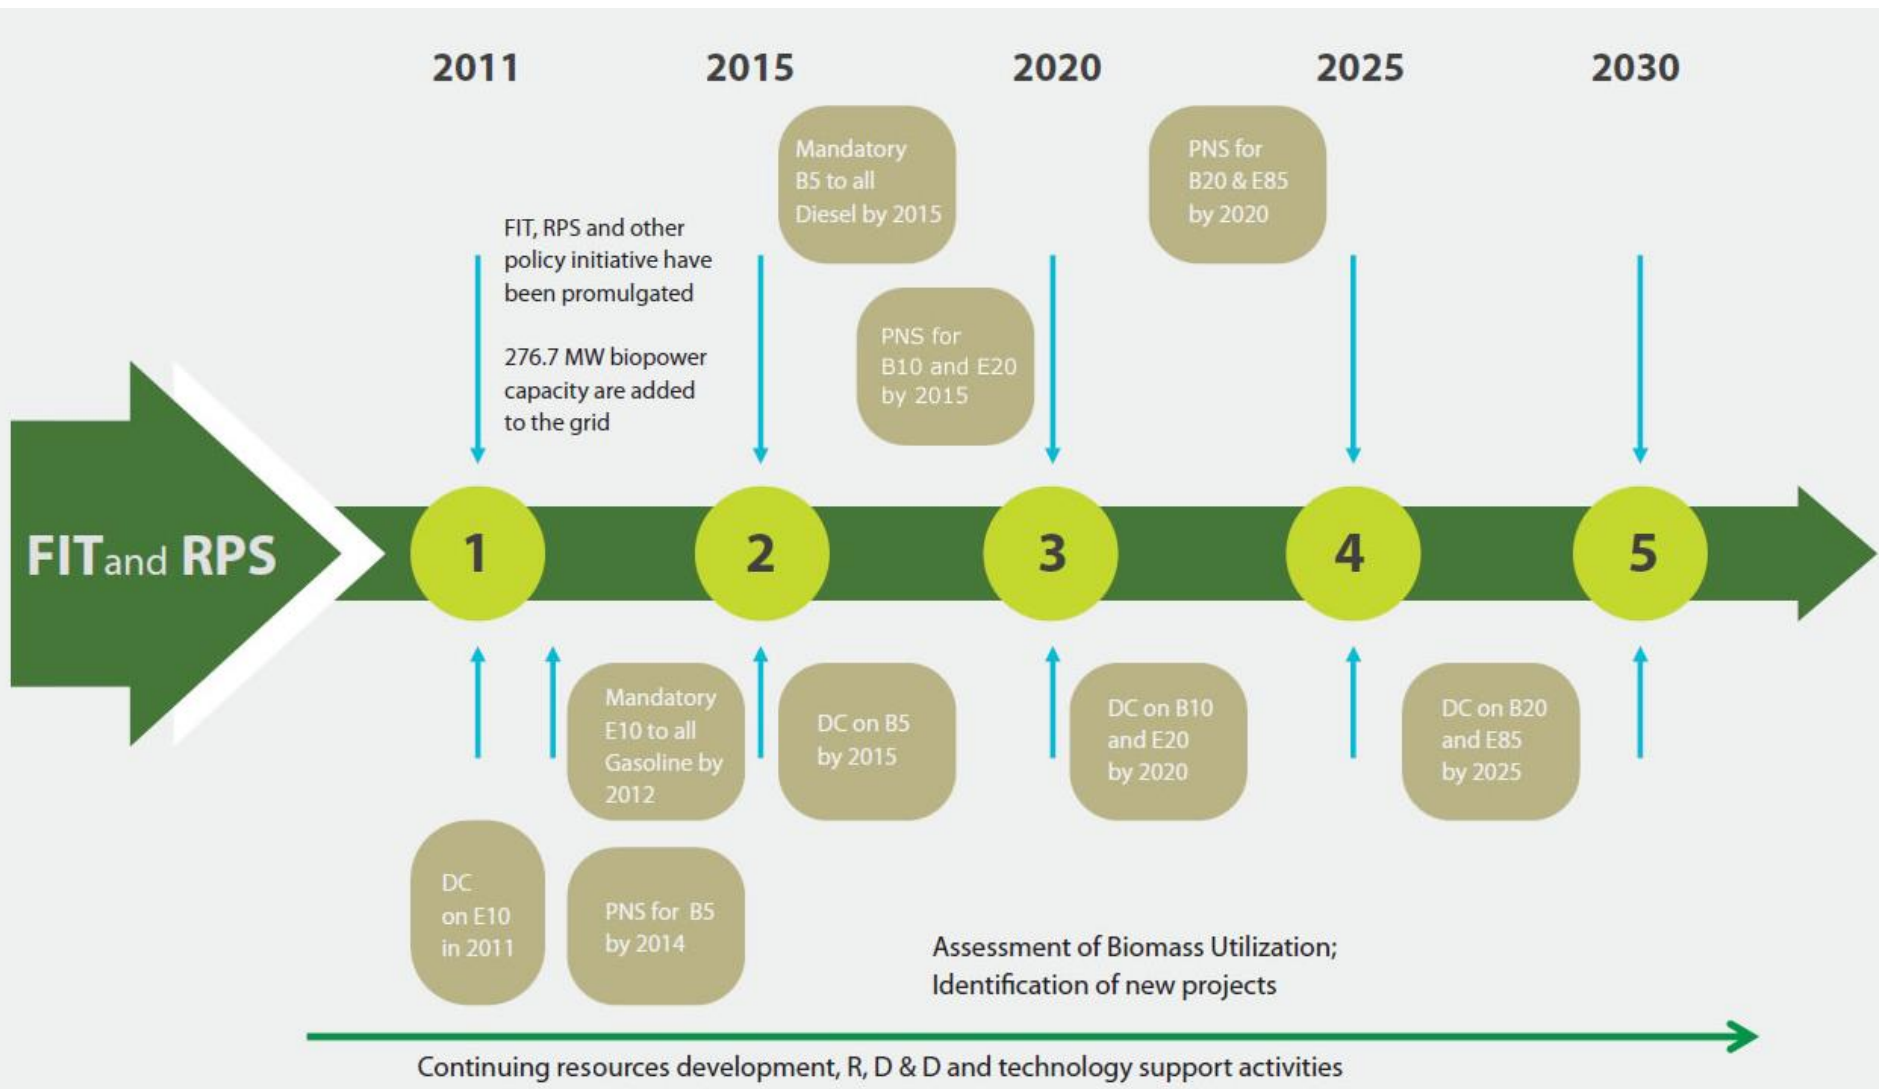 2011
2015
2020
2025
2030
Mandatory
B5 to all
Diesel by 2015
PNS for
B20 & E85
by 2020
FIT, RPS and other
policy initiative have
been promulgated
276.7 MW biopower
capacity are added
to the grid
PNS for
B10 and E20
by 2015
FIT and RPS
1
2
3
4
5
Mandatory
E10 to all
Gasoline by
2012
DC on B5
by 2015
DC on B10
and E20
by 2020
DC on B20
and E85
by 2025
DC
on E10
in 2011
PNS for B5
by 2014
Assessment of Biomass Utilization;
Identification of new projects
Continuing resources development, R, D & D and technology support activities